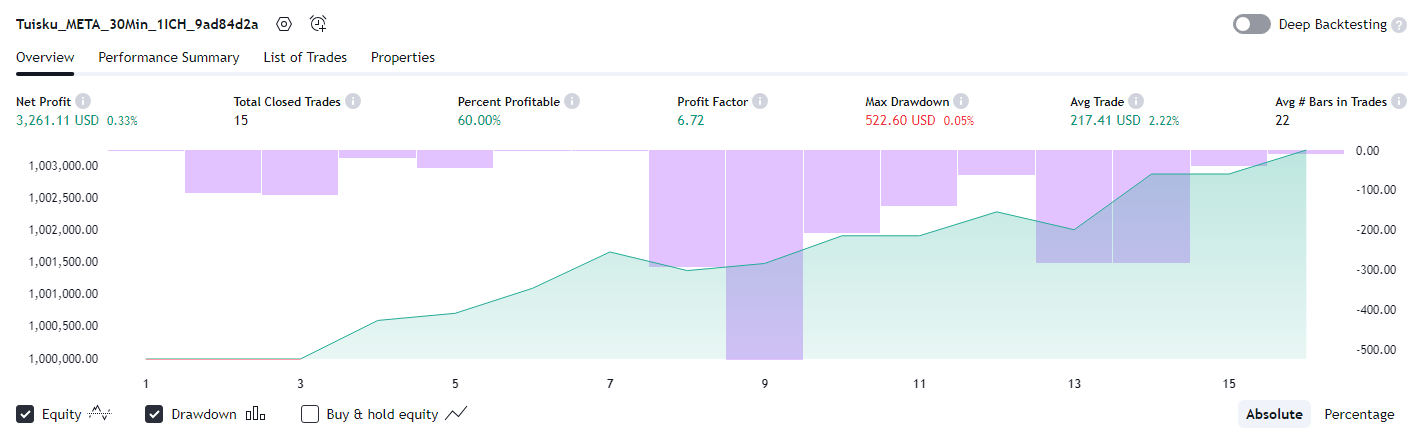 Tuisku_META_30Min_1ICH_9ad84d2a
Deep Backtesting ?
Overview Performance Summary List of Trades Properties
Net Profit Total Closed Trades Percent Profitable Profit Factor Max Drawdown Avg Trade Avg # Bars in Trades
3,261.11 USD 0.33% 15 60.00% 6.72 522.60 USD 0.05% 217.41 USD 2.22% 22
1,003,000.00
1,002,500.00
1,002,000.00
1,001,500.00
1,001,000.00
1,000,500.00
1,000,000.00
0.00
-100.00
-200.00
-300.00
-400.00
-500.00
1 3 5 7 9 11 13 15
Equity Drawdown Buy & hold equity Absolute Percentage